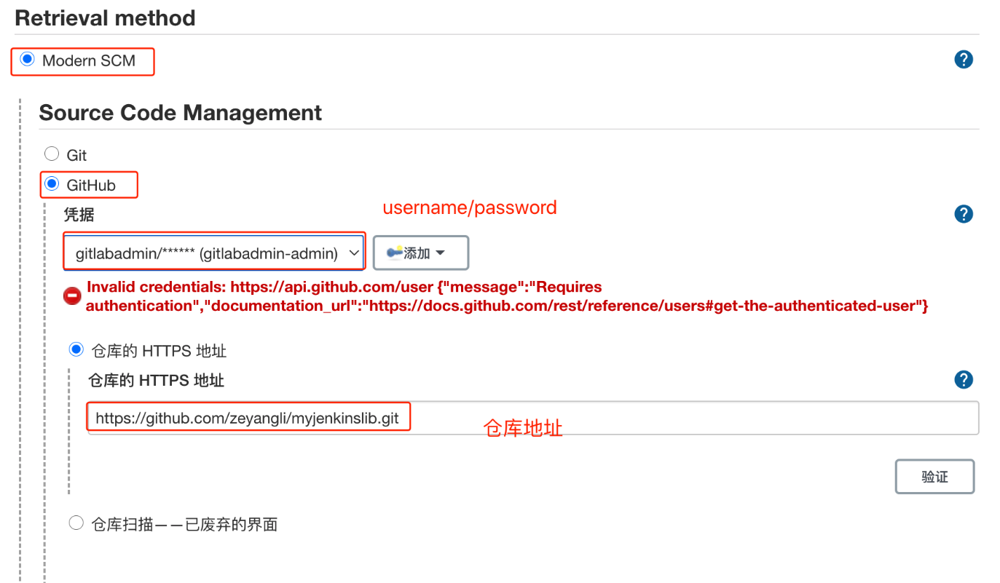 Retrieval method
Modern SCM
?
Source Code Management
Git
GitHub
username/password
凭据
?
gitlabadmin/****** (gitlabadmin-admin)
添加
Invalid credentials: https://api.github.com/user {"message":"Requires
authentication","documentation_url":"https://docs.github.com/rest/reference/users#get-the-authenticated-user"}
仓库的 HTTPS 地址
仓库的 HTTPS 地址
?
https://github.com/zeyangli/myjenkinslib.git
仓库地址
验证
仓库扫描——已废弃的界面